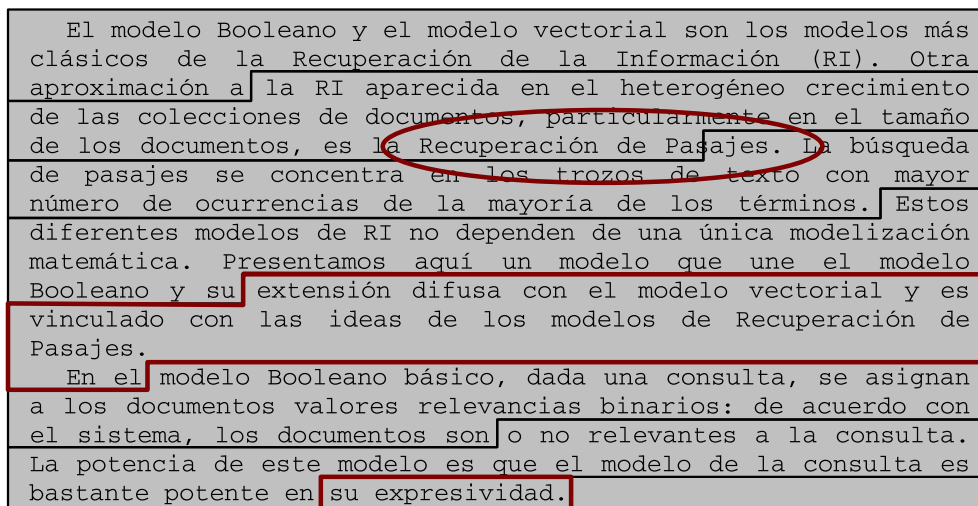 El modelo Booleano y el modelo vectorial son los modelos más
clásicos de la Recuperación de la Información (RI). Otra
aproximación a la RI aparecida en el heterogéneo crecimiento
de las colecciones de documentos, particularmente en el tamaño
de los documentos, es la Recuperación de Pasajes. La búsqueda
de pasajes se concentra en los trozos de texto con mayor
número de ocurrencias de la mayoría de los términos. Estos
diferentes modelos de RI no dependen de una única modelización
matemática. Presentamos aquí un modelo que une el modelo
Booleano y su extensión difusa con el modelo vectorial y es
vinculado con las ideas de los modelos de Recuperación de
Pasajes.
En el modelo Booleano básico, dada una consulta, se asignan
a los documentos valores relevancias binarios: de acuerdo con
el sistema, los documentos son o no relevantes a la consulta.
La potencia de este modelo es que el modelo de la consulta es
bastante potente en su expresividad.